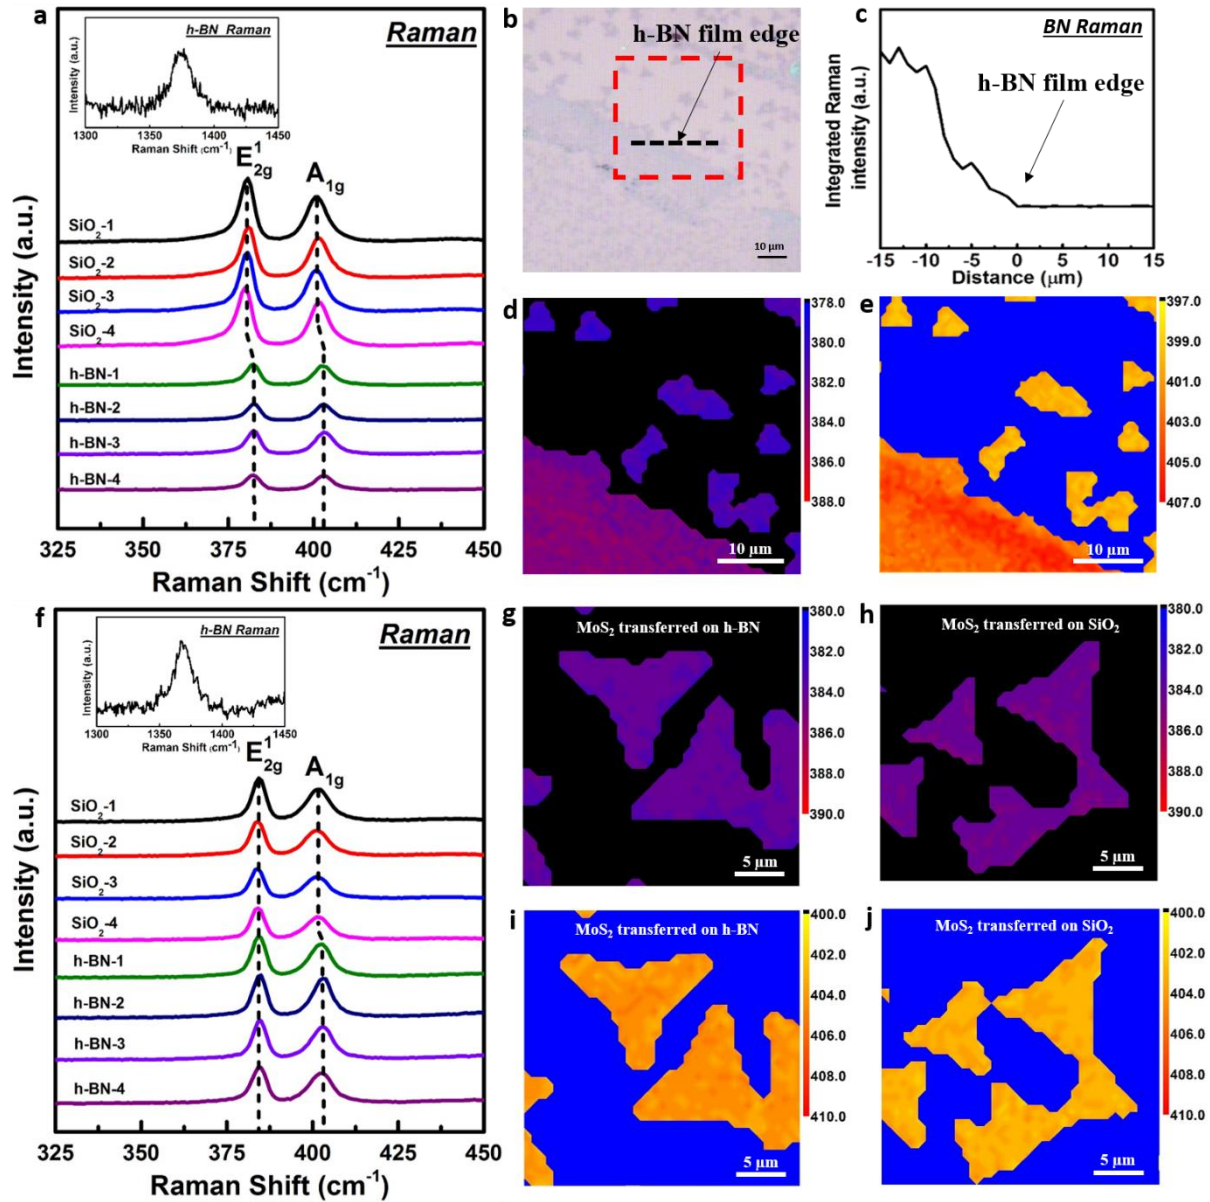 a
h-BN Raman
Intensity (a.u.)
1300 1350 1400 1450
Raman Shift (cm⁻¹)
Raman
E¹₂g
A₁g
SiO₂-1
SiO₂-2
SiO₂-3
SiO₂-4
h-BN-1
h-BN-2
h-BN-3
h-BN-4
Intensity (a.u.)
325 350 375 400 425 450
Raman Shift (cm⁻¹)
b
h-BN film edge
10 μm
c
BN Raman
h-BN film edge
Integrated Raman
intensity (a.u.)
-15 -10 -5 0 5 10 15
Distance (μm)
d
378.0
380.0
382.0
384.0
386.0
388.0
10 μm
e
397.0
399.0
401.0
403.0
405.0
407.0
10 μm
f
h-BN Raman
Intensity (a.u.)
1300 1350 1400 1450
Raman Shift (cm⁻¹)
Raman
E¹₂g
A₁g
SiO₂-1
SiO₂-2
SiO₂-3
SiO₂-4
h-BN-1
h-BN-2
h-BN-3
h-BN-4
Intensity (a.u.)
325 350 375 400 425 450
Raman Shift (cm⁻¹)
g
MoS₂ transferred on h-BN
380.0
382.0
384.0
386.0
388.0
390.0
5 μm
h
MoS₂ transferred on SiO₂
380.0
382.0
384.0
386.0
388.0
390.0
5 μm
i
MoS₂ transferred on h-BN
400.0
402.0
404.0
406.0
408.0
410.0
5 μm
j
MoS₂ transferred on SiO₂
400.0
402.0
404.0
406.0
408.0
410.0
5 μm